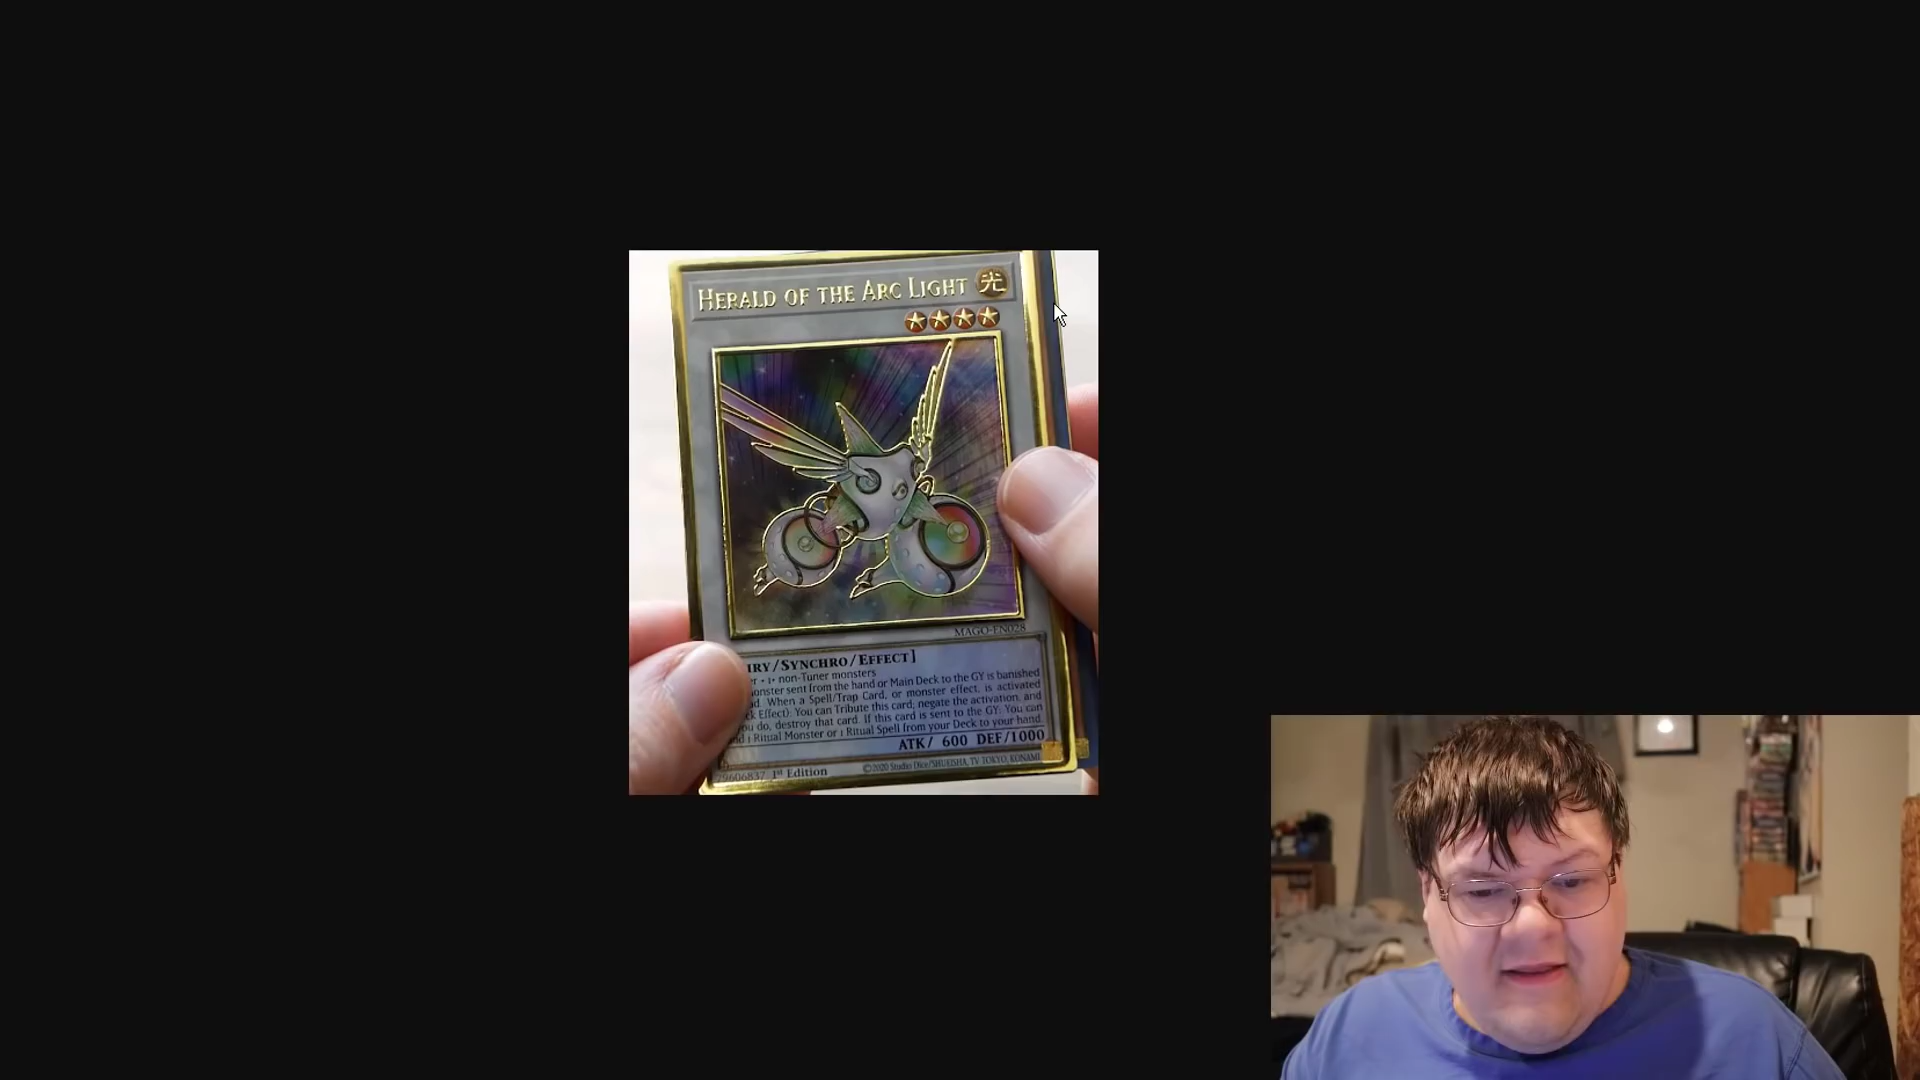 HERALD OF THE ARC LIGHT 光
MAGO-EN028
IRY/SYNCHRO/EFFECT]
non-Tuner monsters
onster sent from the hand or Main Deck to the GY is banished
When a Spell/Trap Card, or monster effect, is activated
k Effect): You can Tribute this card; negate the activation, and
ou do, destroy that card. If this card is sent to the GY: You can
1 Ritual Monster or 1 Ritual Spell from your Deck to your hand.
ATK/ 600 DEF/1000
79606837 1st Edition ©2020 Studio Dice/SHUEISHA, TV TOKYO, KONAMI